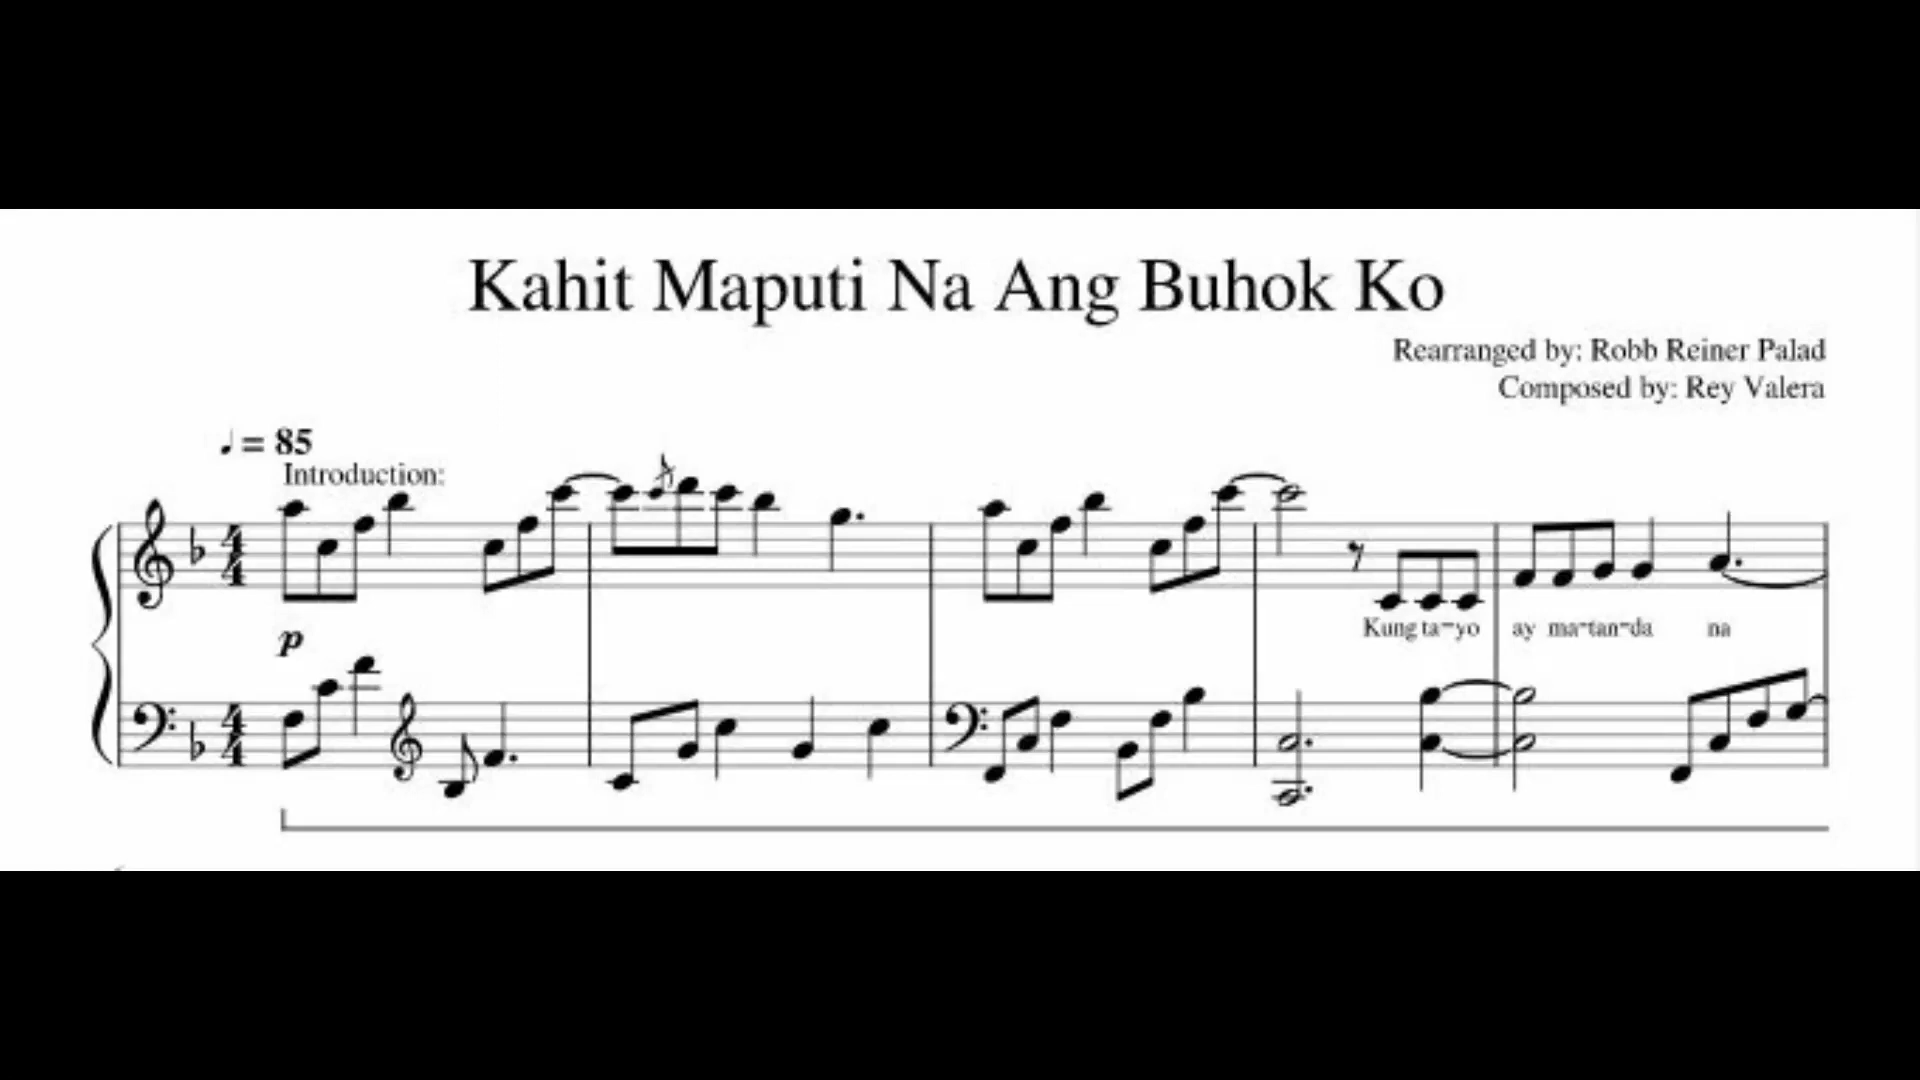 Kahit Maputi Na Ang Buhok Ko
Rearranged by: Robb Reiner Palad
Composed by: Rey Valera
♩ = 85
Introduction:
p
Kung ta-yo ay ma-tan-da na